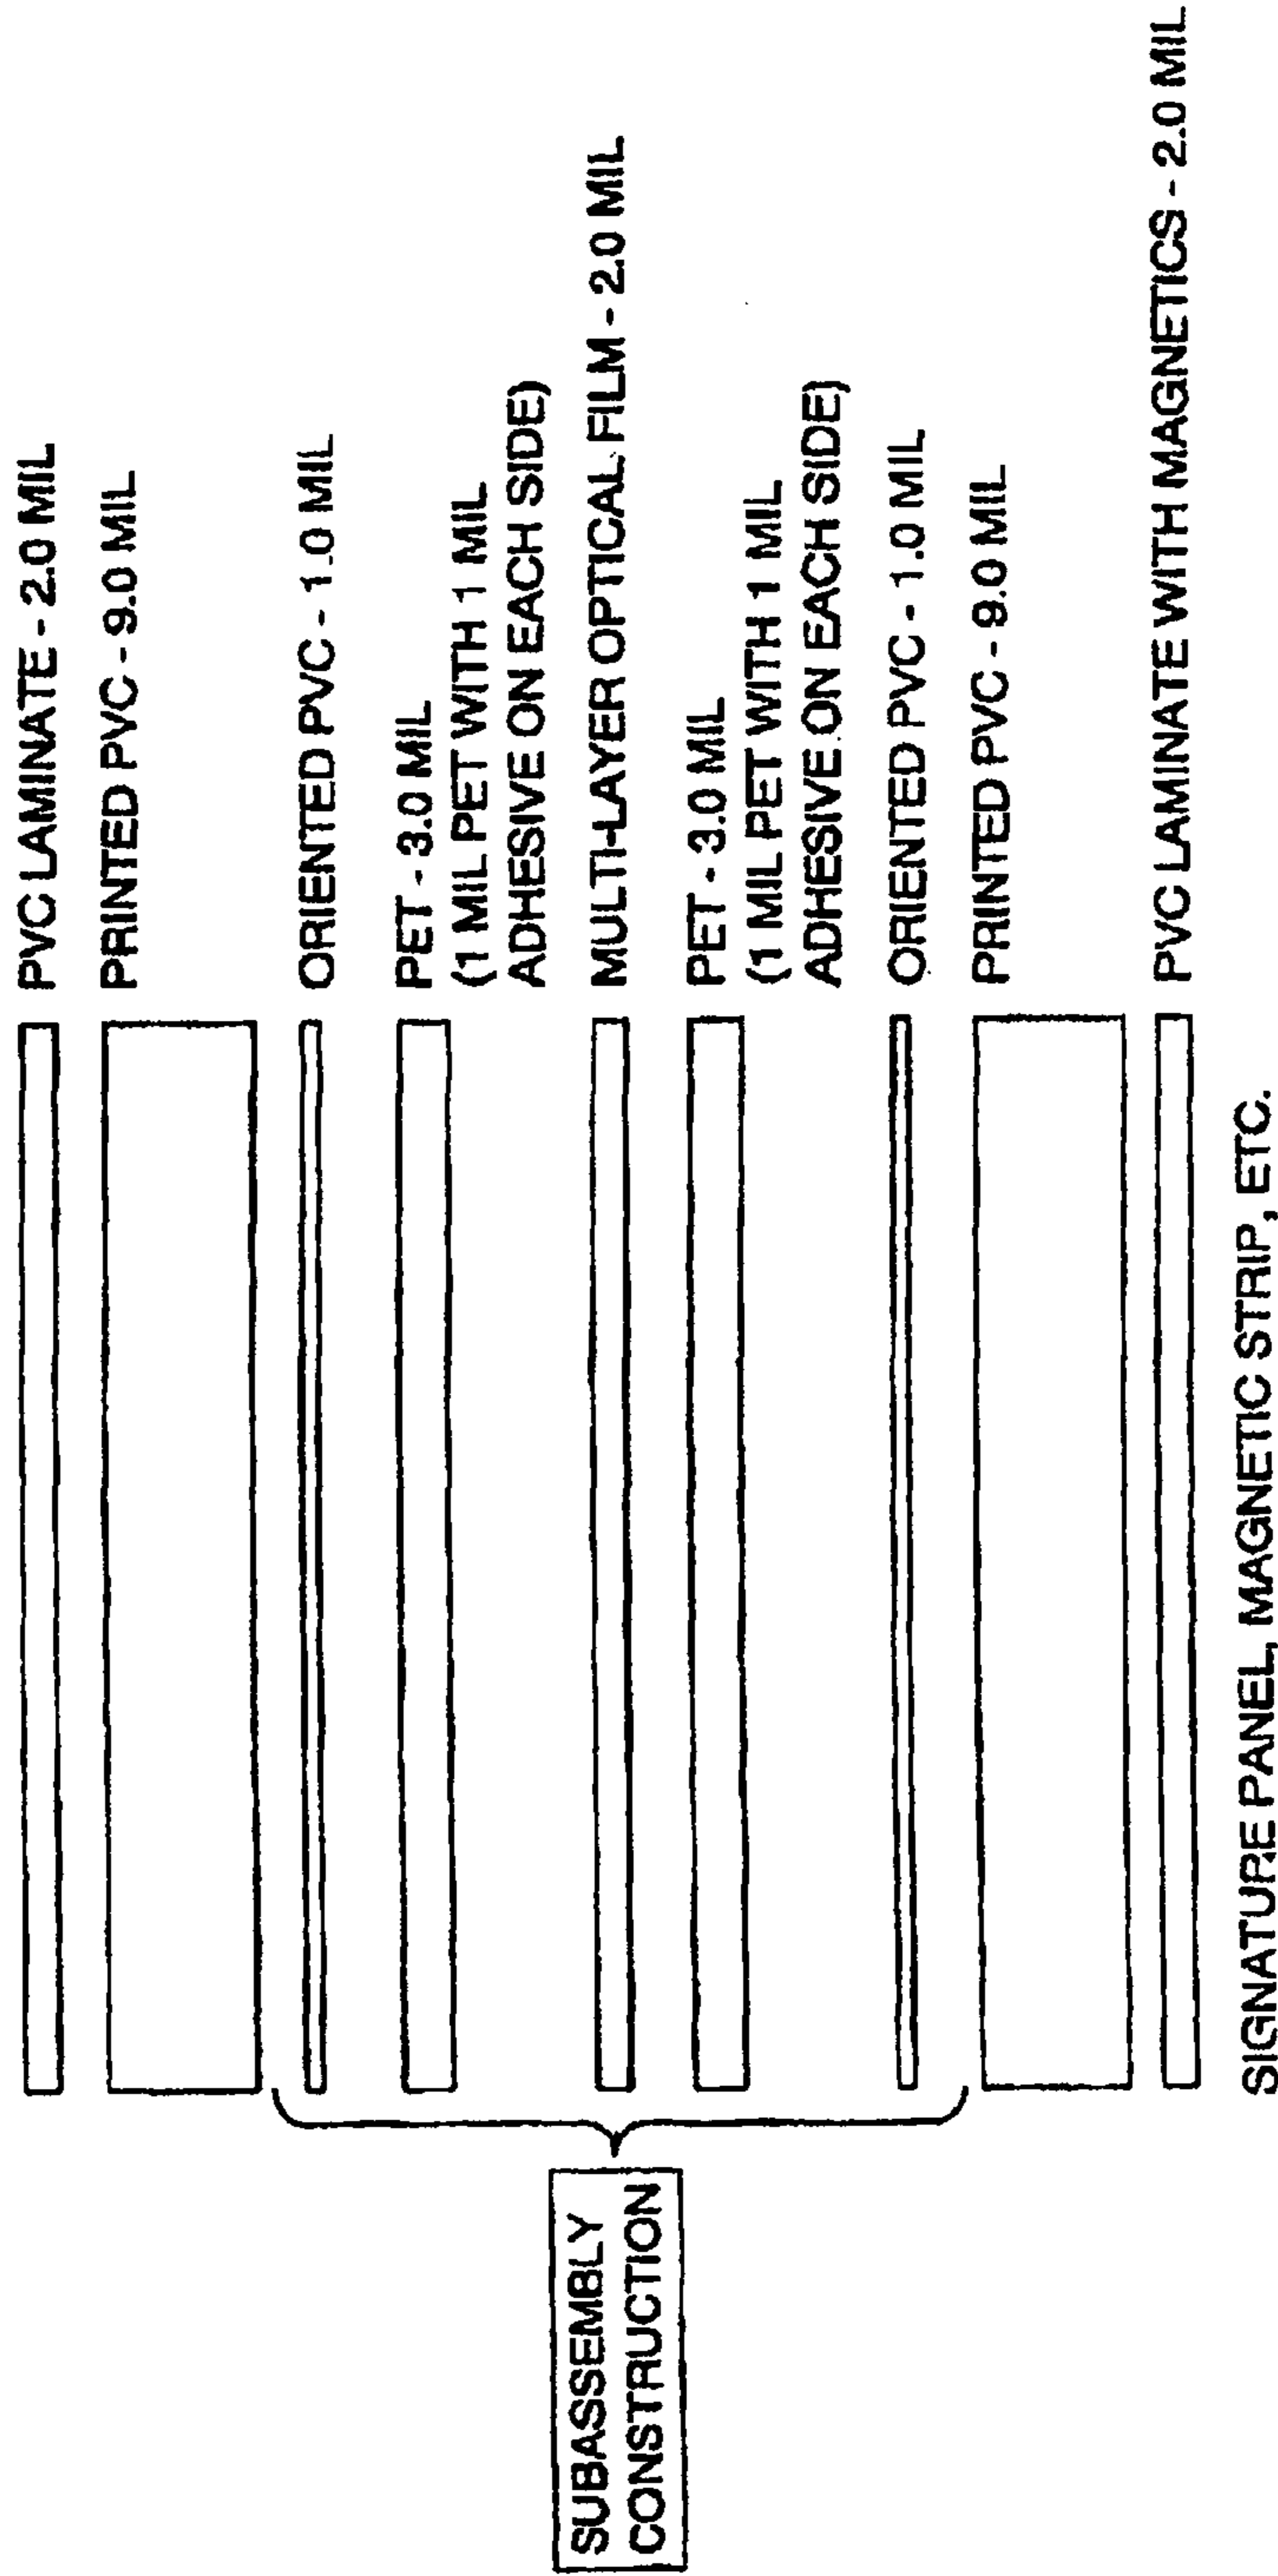 PVC LAMINATE - 2.0 MIL
PRINTED PVC - 9.0 MIL
ORIENTED PVC - 1.0 MIL
PET - 3.0 MIL
(1 MIL PET WITH 1 MIL
ADHESIVE ON EACH SIDE)
MULTI-LAYER OPTICAL FILM - 2.0 MIL
PET - 3.0 MIL
(1 MIL PET WITH 1 MIL
ADHESIVE ON EACH SIDE)
ORIENTED PVC - 1.0 MIL
PRINTED PVC - 9.0 MIL
PVC LAMINATE WITH MAGNETICS - 2.0 MIL
SUBASSEMBLY
CONSTRUCTION
SIGNATURE PANEL, MAGNETIC STRIP, ETC.